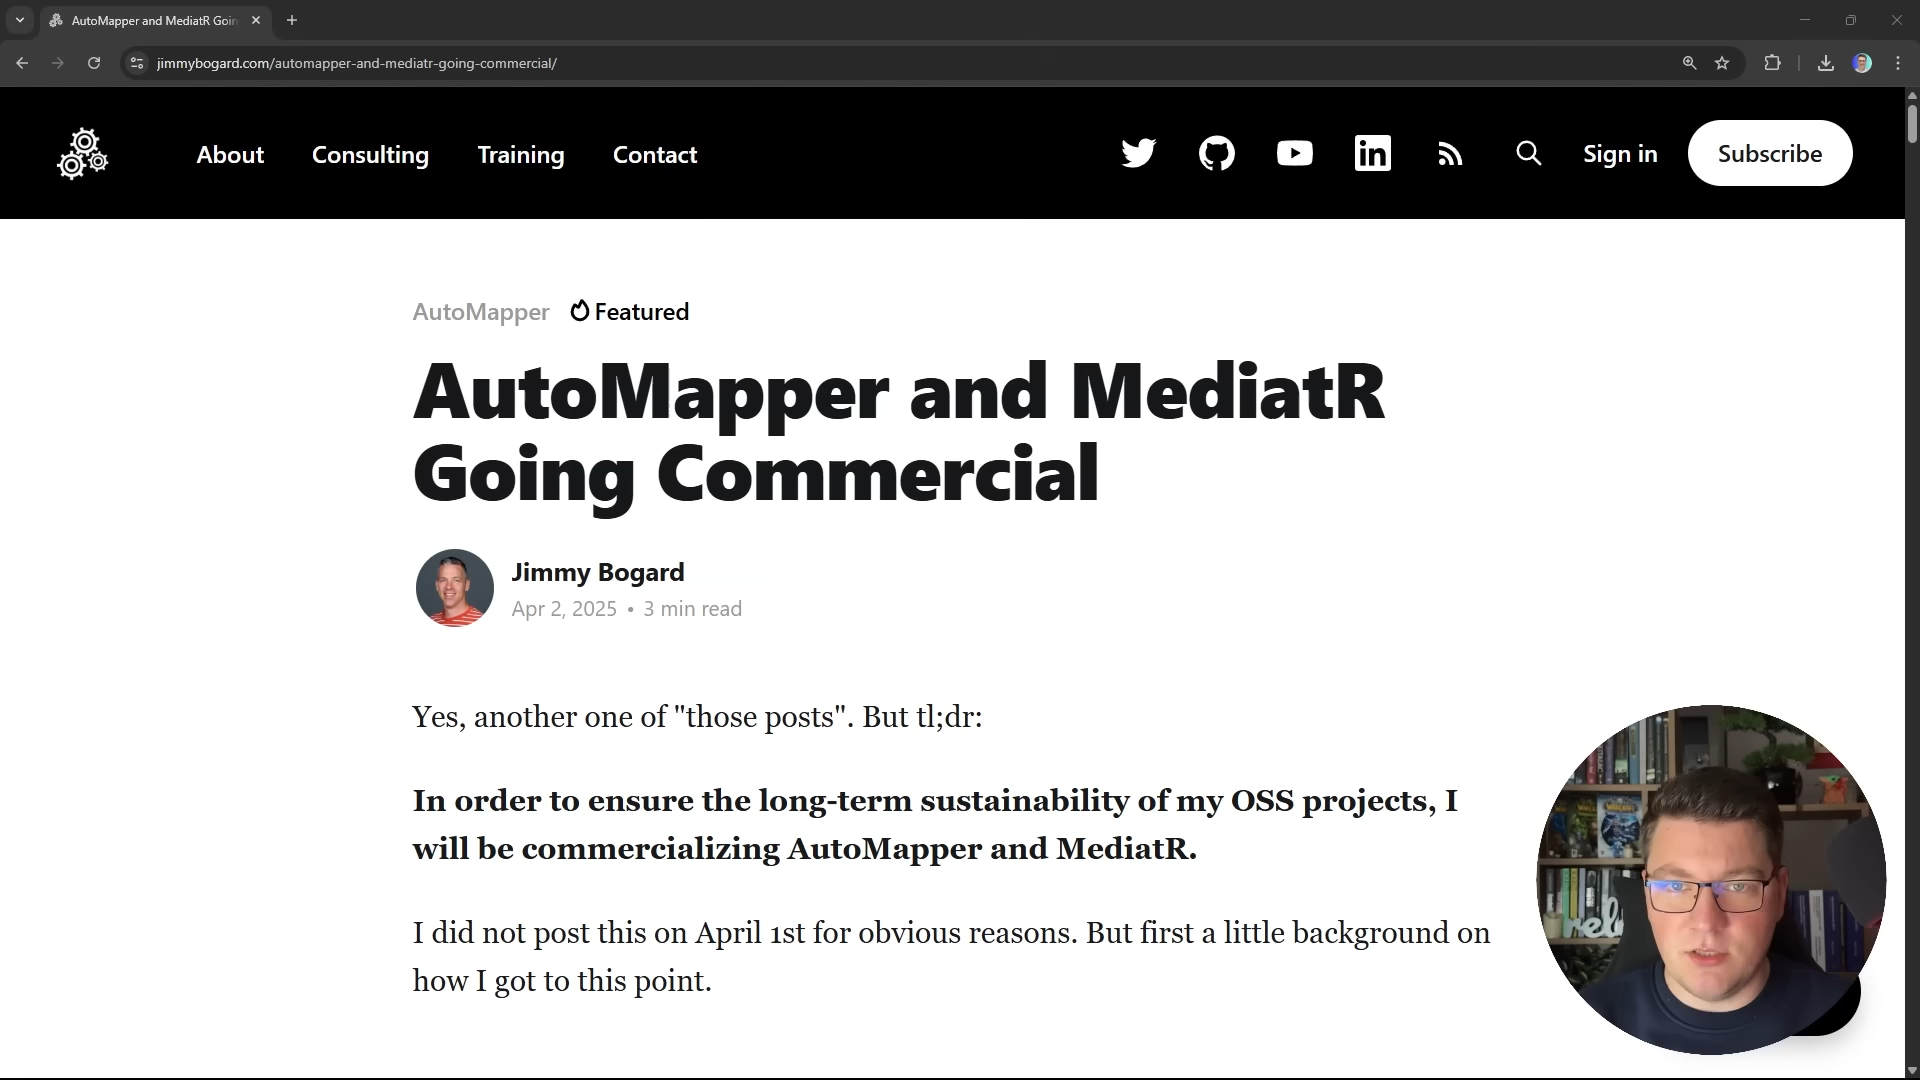 AutoMapper and MediatR Goin
jimmybogard.com/automapper-and-mediatr-going-commercial/
About
Consulting
Training
Contact
Sign in
Subscribe
AutoMapper
Featured
AutoMapper and MediatR
Going Commercial
Jimmy Bogard
Apr 2, 2025 • 3 min read
Yes, another one of "those posts". But tl;dr:
In order to ensure the long-term sustainability of my OSS projects, I
will be commercializing AutoMapper and MediatR.
I did not post this on April 1st for obvious reasons. But first a little background on
how I got to this point.